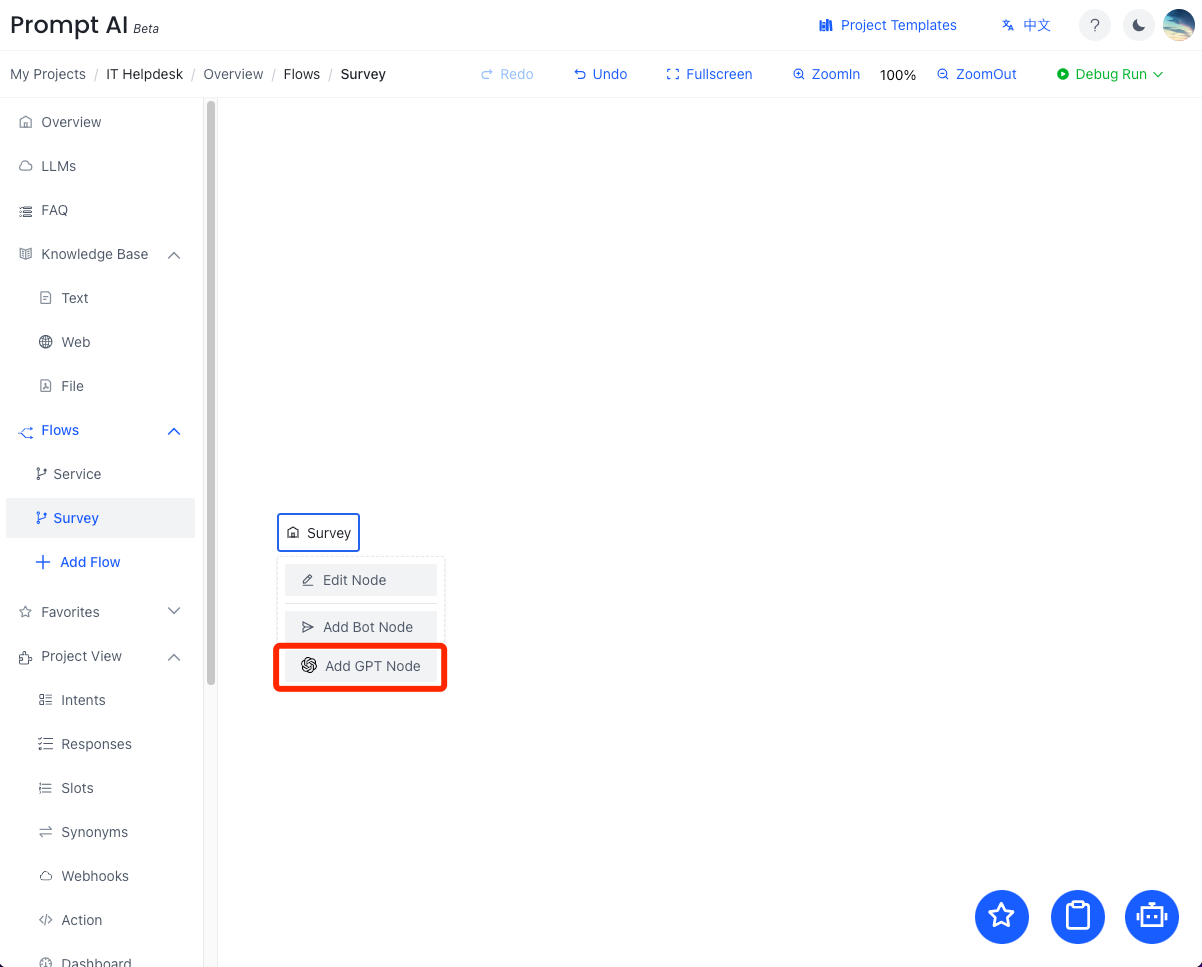 Prompt AI Beta
Project Templates
中文
?
My Projects / IT Helpdesk / Overview / Flows / Survey
Redo
Undo
Fullscreen
ZoomIn
100%
ZoomOut
Debug Run
Overview
LLMs
FAQ
Knowledge Base
Text
Web
File
Flows
Service
Survey
Add Flow
Favorites
Project View
Intents
Responses
Slots
Synonyms
Webhooks
Action
Dashboard
Survey
Edit Node
Add Bot Node
Add GPT Node